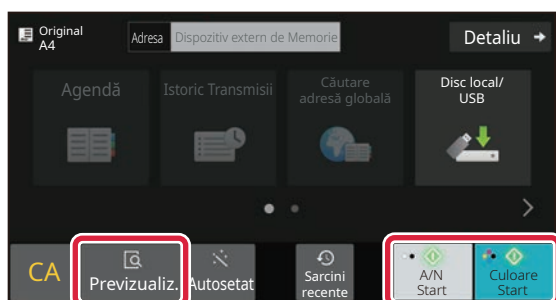 Original
A4
Adresa
Dispozitiv extern de Memorie
Detaliu
Agendă
Istoric Transmisii
Căutare
adresă globală
Disc local/
USB
CA
Previzualiz.
Autosetat
Sarcini
recente
A/N
Start
Culoare
Start